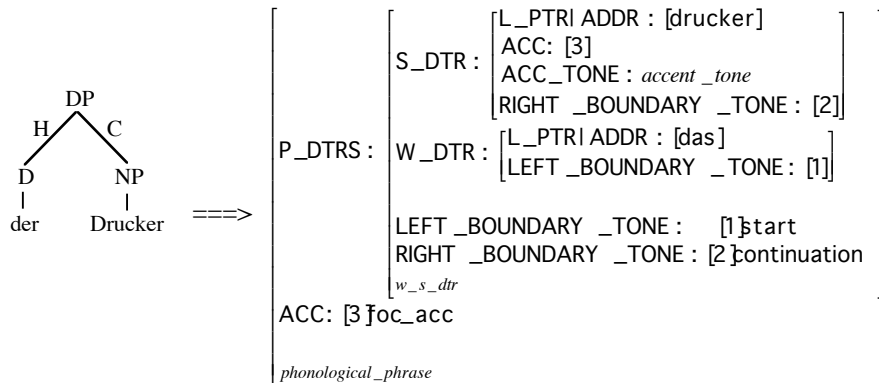 DP
H C
D NP
der Drucker
===>
P_DTRS :
S_DTR :
L_PTR| ADDR : [drucker]
ACC: [3]
ACC_TONE : accent _tone
RIGHT _BOUNDARY _TONE : [2]
W_DTR :
L_PTR| ADDR : [das]
LEFT _BOUNDARY _TONE : [1]
LEFT _BOUNDARY _TONE : [1]start
RIGHT _BOUNDARY _TONE : [2]continuation
w_s_dtr
ACC: [3]foc_acc
phonological_phrase